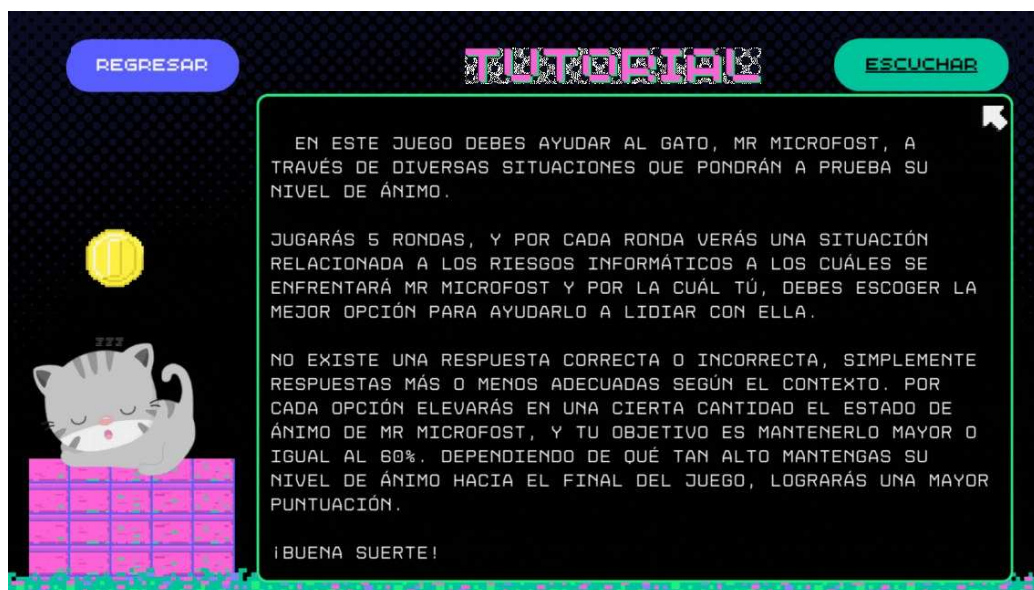 REGRESAR
TUTORIAL
ESCUCHAR
EN ESTE JUEGO DEBES AYUDAR AL GATO, MR MICROFOST, A
TRAVÉS DE DIVERSAS SITUACIONES QUE PONDRÁN A PRUEBA SU
NIVEL DE ÁNIMO.
JUGARÁS 5 RONDAS, Y POR CADA RONDA VERÁS UNA SITUACIÓN
RELACIONADA A LOS RIESGOS INFORMÁTICOS A LOS CUÁLES SE
ENFRENTARÁ MR MICROFOST Y POR LA CUÁL TÚ, DEBES ESCOGER LA
MEJOR OPCIÓN PARA AYUDARLO A LIDIAR CON ELLA.
NO EXISTE UNA RESPUESTA CORRECTA O INCORRECTA, SIMPLEMENTE
RESPUESTAS MÁS O MENOS ADECUADAS SEGÚN EL CONTEXTO. POR
CADA OPCIÓN ELEVARÁS EN UNA CIERTA CANTIDAD EL ESTADO DE
ÁNIMO DE MR MICROFOST, Y TU OBJETIVO ES MANTENERLO MAYOR O
IGUAL AL 60%. DEPENDIENDO DE QUÉ TAN ALTO MANTENGAS SU
NIVEL DE ÁNIMO HACIA EL FINAL DEL JUEGO, LOGRARÁS UNA MAYOR
PUNTUACIÓN.
¡BUENA SUERTE!
ZZZ